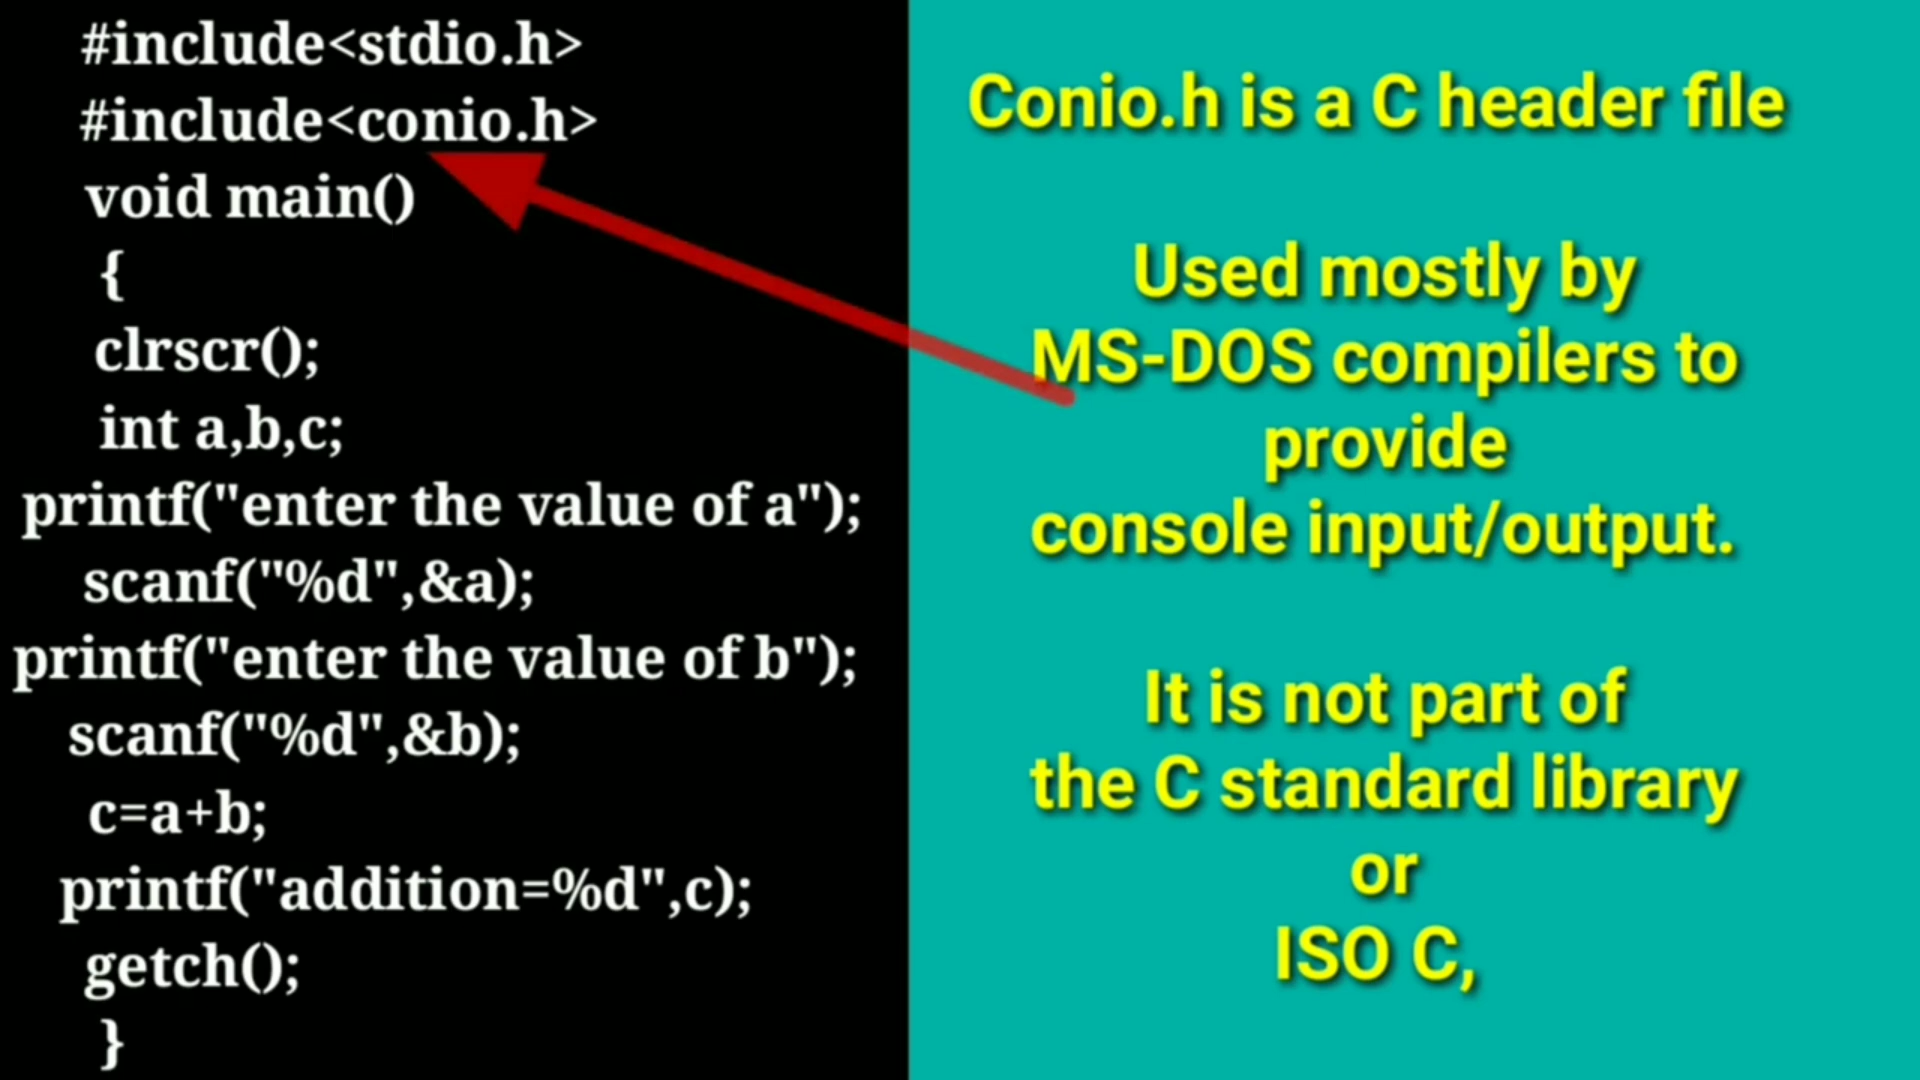 #include<stdio.h>
#include<conio.h>
void main()
{
clrscr();
int a,b,c;
printf("enter the value of a");
scanf("%d",&a);
printf("enter the value of b");
scanf("%d",&b);
c=a+b;
printf("addition=%d",c);
getch();
}
Conio.h is a C header file
Used mostly by
MS-DOS compilers to
provide
console input/output.
It is not part of
the C standard library
or
ISO C,